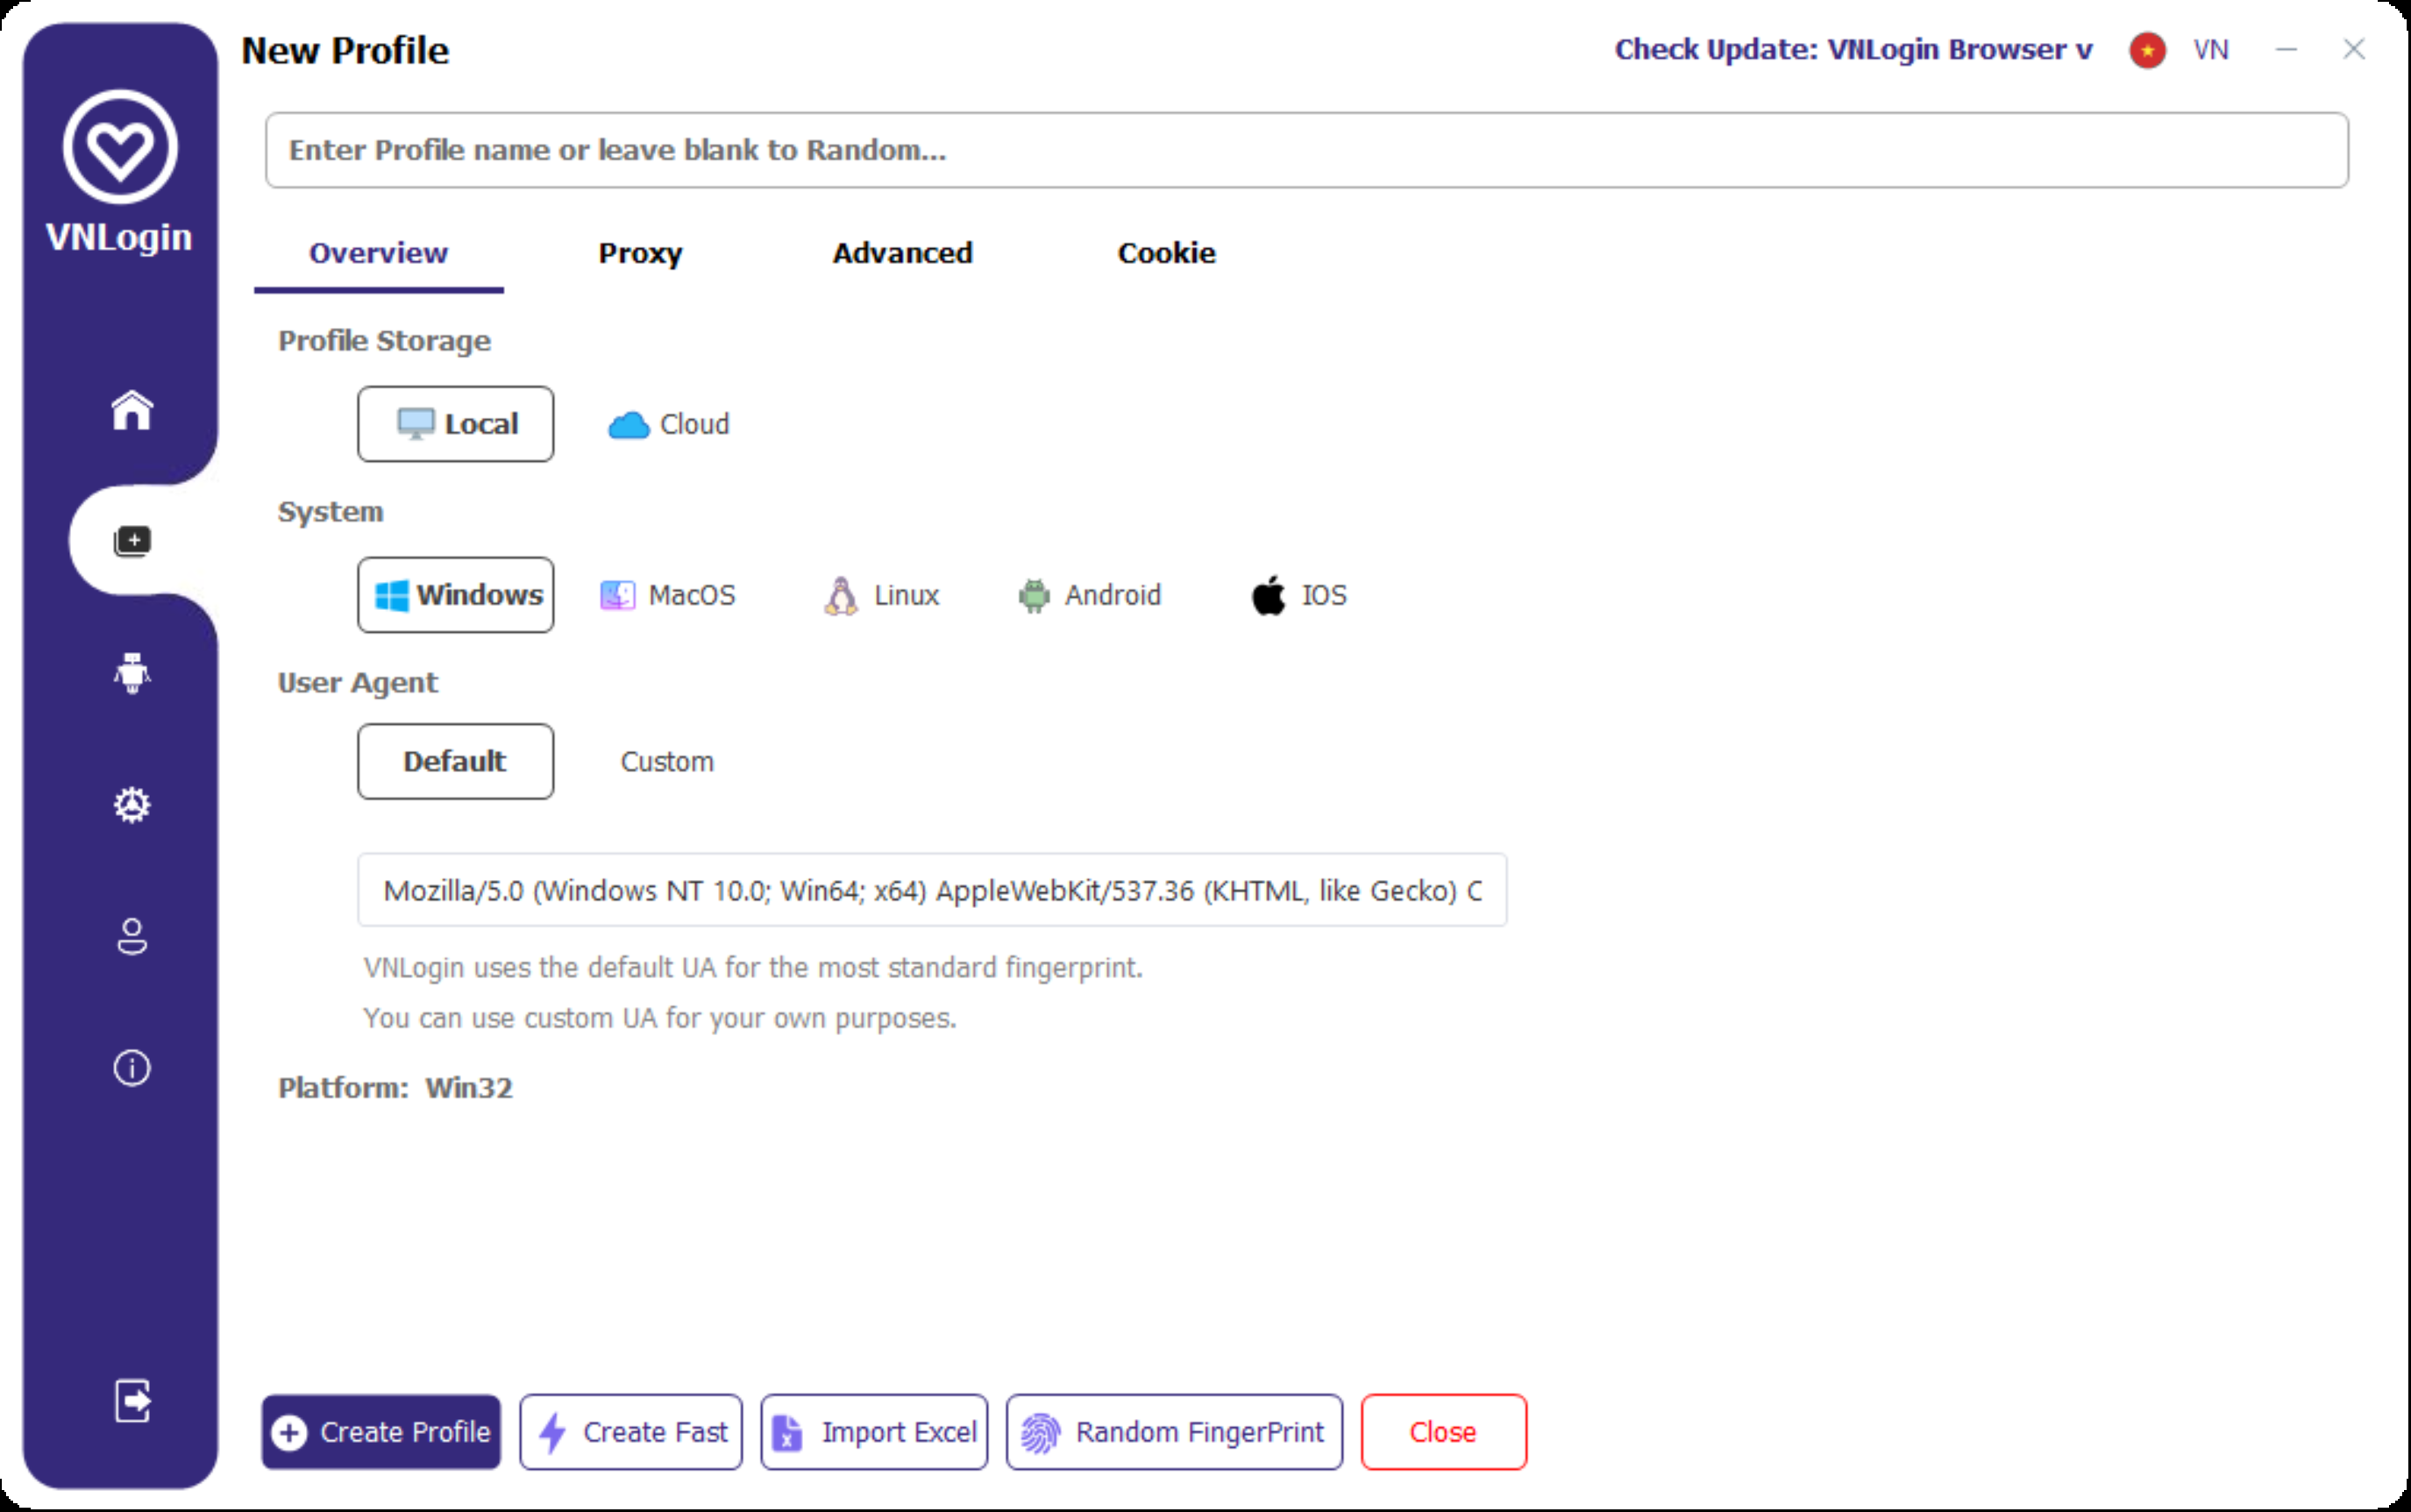 New Profile
Check Update: VNLogin Browser v
VN
VNLogin
Enter Profile name or leave blank to Random...
Overview
Proxy
Advanced
Cookie
Profile Storage
Local
Cloud
System
Windows
MacOS
Linux
Android
IOS
User Agent
Default
Custom
Mozilla/5.0 (Windows NT 10.0; Win64; x64) AppleWebKit/537.36 (KHTML, like Gecko) C
VNLogin uses the default UA for the most standard fingerprint.
You can use custom UA for your own purposes.
Platform: Win32
Create Profile
Create Fast
Import Excel
Random FingerPrint
Close